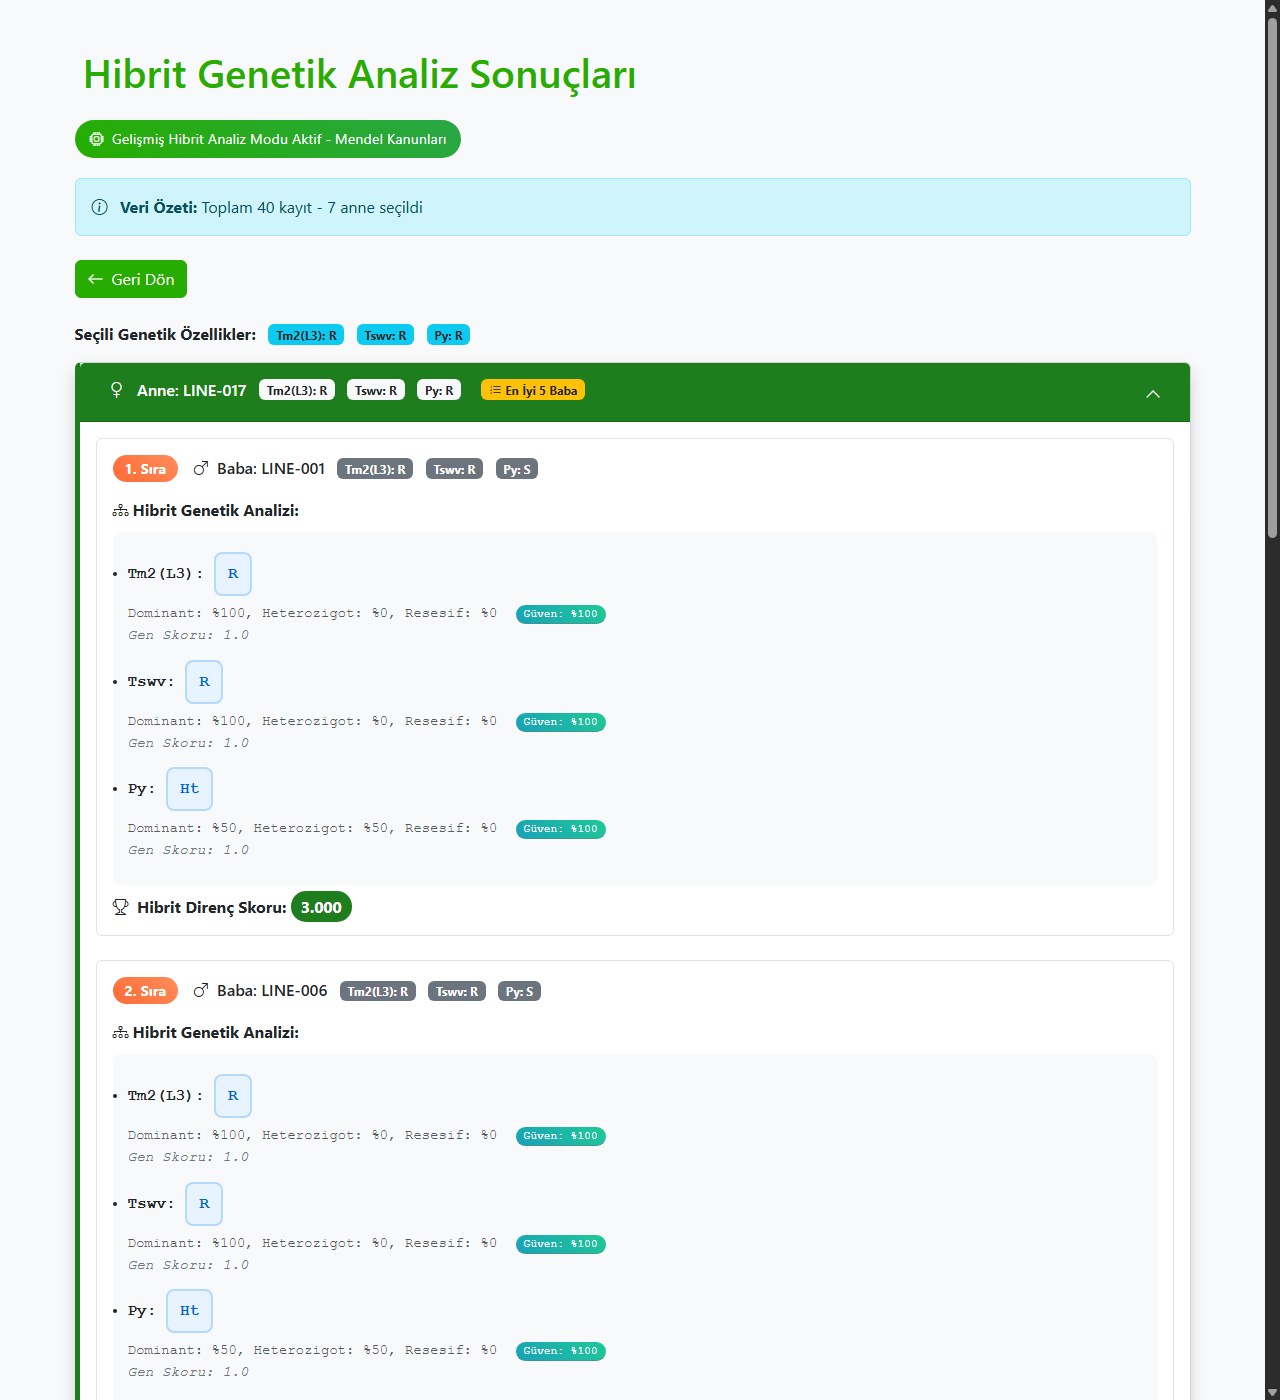 Hibrit Genetik Analiz Sonuçları
Gelişmiş Hibrit Analiz Modu Aktif - Mendel Kanunları
Veri Özeti: Toplam 40 kayıt - 7 anne seçildi
Geri Dön
Seçili Genetik Özellikler: Tm2(L3): R Tswv: R Py: R
Anne: LINE-017 Tm2(L3): R Tswv: R Py: R En İyi 5 Baba
1. Sıra Baba: LINE-001 Tm2(L3): R Tswv: R Py: S
Hibrit Genetik Analizi:
• Tm2(L3): R
Dominant: %100, Heterozigot: %0, Resesif: %0 Güven: %100
Gen Skoru: 1.0
• Tswv: R
Dominant: %100, Heterozigot: %0, Resesif: %0 Güven: %100
Gen Skoru: 1.0
• Py: Ht
Dominant: %50, Heterozigot: %50, Resesif: %0 Güven: %100
Gen Skoru: 1.0
Hibrit Direnç Skoru: 3.000
2. Sıra Baba: LINE-006 Tm2(L3): R Tswv: R Py: S
Hibrit Genetik Analizi:
• Tm2(L3): R
Dominant: %100, Heterozigot: %0, Resesif: %0 Güven: %100
Gen Skoru: 1.0
• Tswv: R
Dominant: %100, Heterozigot: %0, Resesif: %0 Güven: %100
Gen Skoru: 1.0
• Py: Ht
Dominant: %50, Heterozigot: %50, Resesif: %0 Güven: %100
Gen Skoru: 1.0